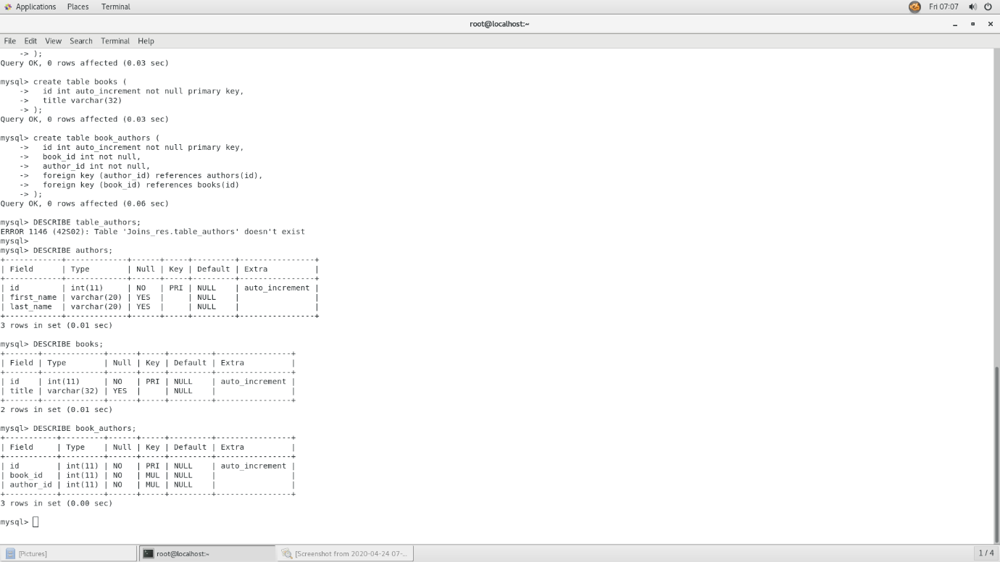 Applications Places Terminal Fri 07:07
root@localhost:~
File Edit View Search Terminal Help
    -> );
Query OK, 0 rows affected (0.03 sec)

mysql> create table books (
    ->   id int auto_increment not null primary key,
    ->   title varchar(32)
    -> );
Query OK, 0 rows affected (0.03 sec)

mysql> create table book_authors (
    ->   id int auto_increment not null primary key,
    ->   book_id int not null,
    ->   author_id int not null,
    ->   foreign key (author_id) references authors(id),
    ->   foreign key (book_id) references books(id)
    -> );
Query OK, 0 rows affected (0.06 sec)

mysql> DESCRIBE table_authors;
ERROR 1146 (42S02): Table 'Joins_res.table_authors' doesn't exist
mysql>
mysql> DESCRIBE authors;
+------------+-------------+------+-----+---------+----------------+
| Field      | Type        | Null | Key | Default | Extra          |
+------------+-------------+------+-----+---------+----------------+
| id         | int(11)     | NO   | PRI | NULL    | auto_increment |
| first_name | varchar(20) | YES  |     | NULL    |                |
| last_name  | varchar(20) | YES  |     | NULL    |                |
+------------+-------------+------+-----+---------+----------------+
3 rows in set (0.01 sec)

mysql> DESCRIBE books;
+-------+-------------+------+-----+---------+----------------+
| Field | Type        | Null | Key | Default | Extra          |
+-------+-------------+------+-----+---------+----------------+
| id    | int(11)     | NO   | PRI | NULL    | auto_increment |
| title | varchar(32) | YES  |     | NULL    |                |
+-------+-------------+------+-----+---------+----------------+
2 rows in set (0.01 sec)

mysql> DESCRIBE book_authors;
+-----------+---------+------+-----+---------+----------------+
| Field     | Type    | Null | Key | Default | Extra          |
+-----------+---------+------+-----+---------+----------------+
| id        | int(11) | NO   | PRI | NULL    | auto_increment |
| book_id   | int(11) | NO   | MUL | NULL    |                |
| author_id | int(11) | NO   | MUL | NULL    |                |
+-----------+---------+------+-----+---------+----------------+
3 rows in set (0.00 sec)

mysql>
[Pictures] root@localhost:~ [Screenshot from 2020-04-24 07-... 1 / 4